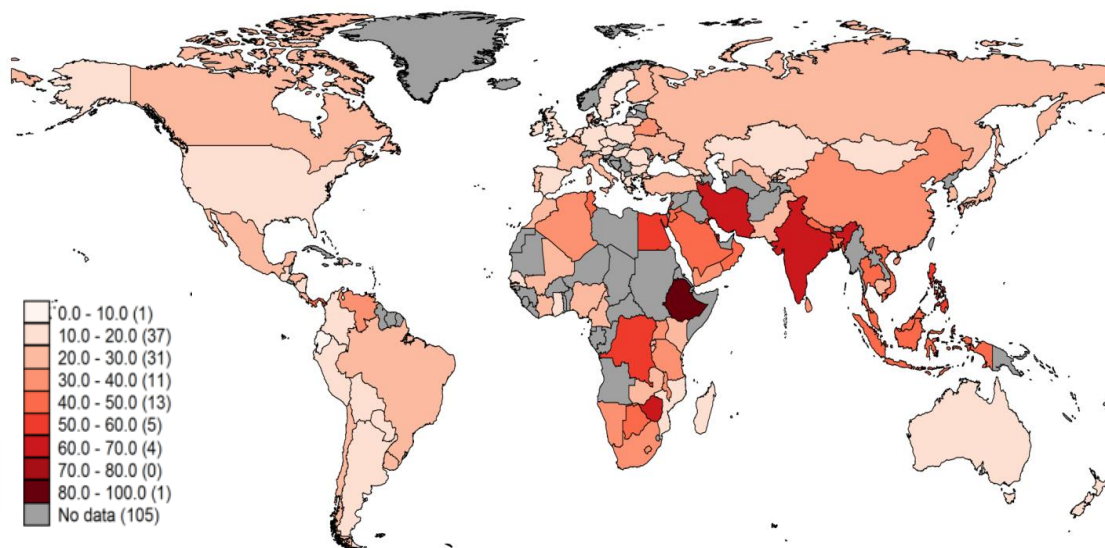 0.0 - 10.0 (1)
10.0 - 20.0 (37)
20.0 - 30.0 (31)
30.0 - 40.0 (11)
40.0 - 50.0 (13)
50.0 - 60.0 (5)
60.0 - 70.0 (4)
70.0 - 80.0 (0)
80.0 - 100.0 (1)
No data (105)